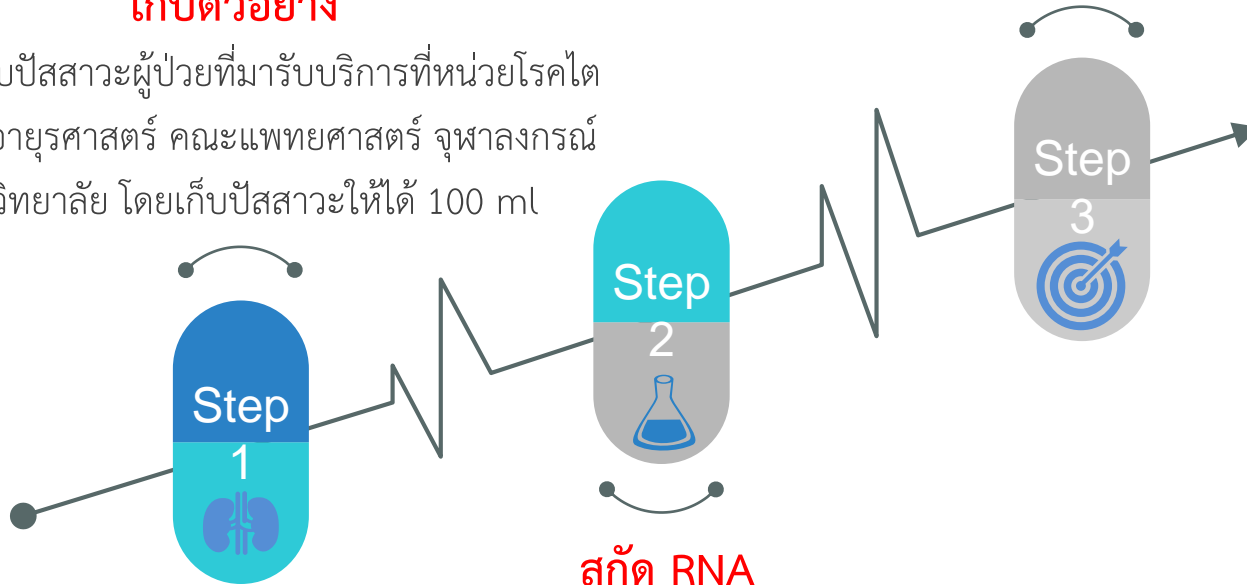 เก็บตัวอย่าง
ปัสสาวะผู้ป่วยที่มารับบริการที่หน่วยโรคไต
อายุรศาสตร์ คณะแพทยศาสตร์ จุฬาลงกรณ์
วิทยาลัย โดยเก็บปัสสาวะให้ได้ 100 ml
Step
1
Step
2
Step
3
สกัด RNA